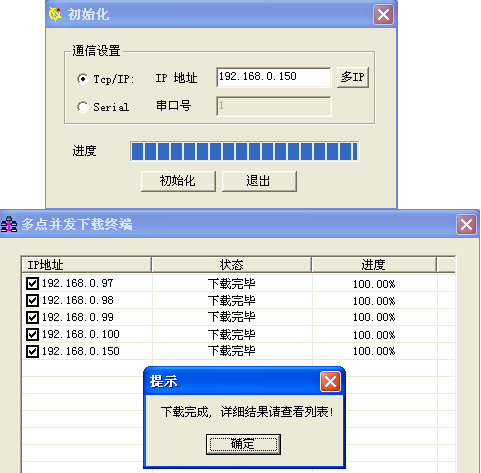 初始化
通信设置
Tcp/IP: IP 地址 192.168.0.150 多IP
Serial 串口号 1
进度
初始化 退出
多点并发下载终端
IP地址 状态 进度
192.168.0.97 下载完毕 100.00%
192.168.0.98 下载完毕 100.00%
192.168.0.99 下载完毕 100.00%
192.168.0.100 下载完毕 100.00%
192.168.0.150 下载完毕 100.00%
提示
下载完成，详细结果请查看列表!
确定